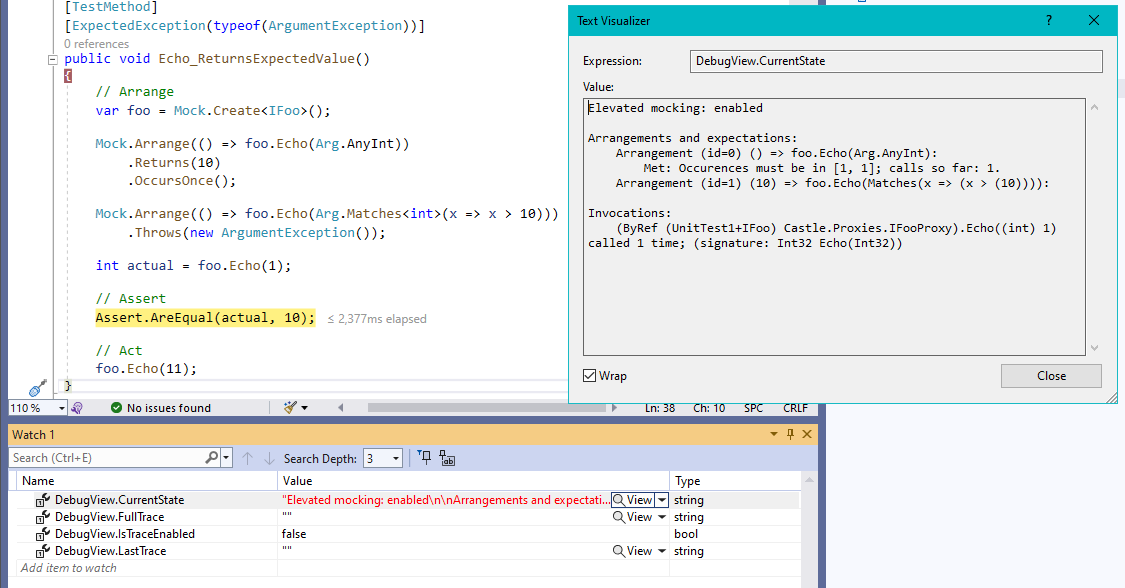 [TestMethod]
[ExpectedException(typeof(ArgumentException))]
0 references
public void Echo_ReturnsExpectedValue()
{
// Arrange
var foo = Mock.Create<IFoo>();
Mock.Arrange(() => foo.Echo(Arg.AnyInt))
.Returns(10)
.OccursOnce();
Mock.Arrange(() => foo.Echo(Arg.Matches<int>(x => x > 10)))
.Throws(new ArgumentException());
int actual = foo.Echo(1);
// Assert
Assert.AreEqual(actual, 10); ≤ 2,377ms elapsed
// Act
foo.Echo(11);
}
110 % No issues found Ln: 38 Ch: 10 SPC CRLF
Text Visualizer ?
Expression: DebugView.CurrentState
Value:
Elevated mocking: enabled
Arrangements and expectations:
Arrangement (id=0) () => foo.Echo(Arg.AnyInt):
Met: Occurences must be in [1, 1]; calls so far: 1.
Arrangement (id=1) (10) => foo.Echo(Matches(x => (x > (10)))):
Invocations:
(ByRef (UnitTest1+IFoo) Castle.Proxies.IFooProxy).Echo((int) 1)
called 1 time; (signature: Int32 Echo(Int32))
Wrap Close
Watch 1
Search (Ctrl+E) Search Depth: 3
Name Value Type
DebugView.CurrentState "Elevated mocking: enabled\n\nArrangements and expectati... View string
DebugView.FullTrace "" View string
DebugView.IsTraceEnabled false bool
DebugView.LastTrace "" View string
Add item to watch